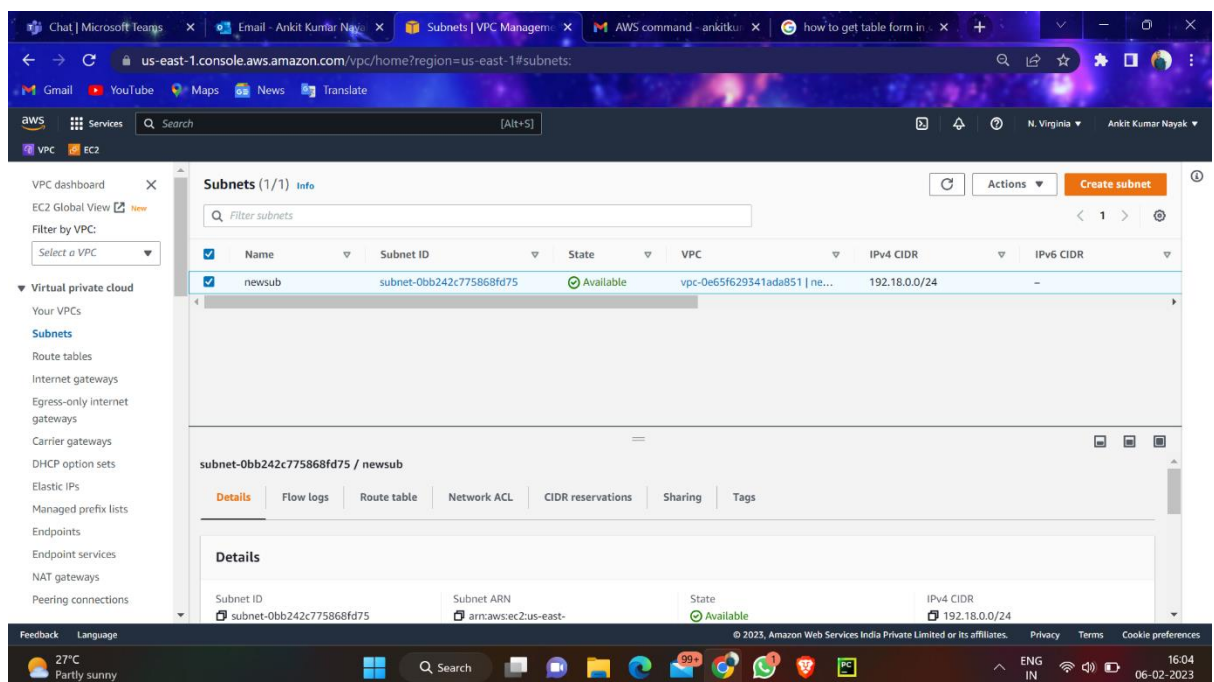 Chat | Microsoft Teams
Email - Ankit Kumar Naya
Subnets | VPC Manageme
AWS command - ankitku
how to get table form in
us-east-1.console.aws.amazon.com/vpc/home?region=us-east-1#subnets:
Gmail YouTube Maps News Translate
aws Services Search [Alt+S] N. Virginia Ankit Kumar Nayak
VPC EC2
VPC dashboard
EC2 Global View New
Filter by VPC:
Select a VPC
Virtual private cloud
Your VPCs
Subnets
Route tables
Internet gateways
Egress-only internet
gateways
Carrier gateways
DHCP option sets
Elastic IPs
Managed prefix lists
Endpoints
Endpoint services
NAT gateways
Peering connections
Subnets (1/1) Info
Actions Create subnet
Filter subnets
1
Name Subnet ID State VPC IPv4 CIDR IPv6 CIDR
newsub subnet-0bb242c775868fd75 Available vpc-0e65f629341ada851 | ne... 192.18.0.0/24 –
subnet-0bb242c775868fd75 / newsub
Details Flow logs Route table Network ACL CIDR reservations Sharing Tags
Details
Subnet ID Subnet ARN State IPv4 CIDR
subnet-0bb242c775868fd75 arn:aws:ec2:us-east- Available 192.18.0.0/24
Feedback Language © 2023, Amazon Web Services India Private Limited or its affiliates. Privacy Terms Cookie preferences
27°C
Partly sunny
Search
99+
1
PC
ENG
IN
16:04
06-02-2023